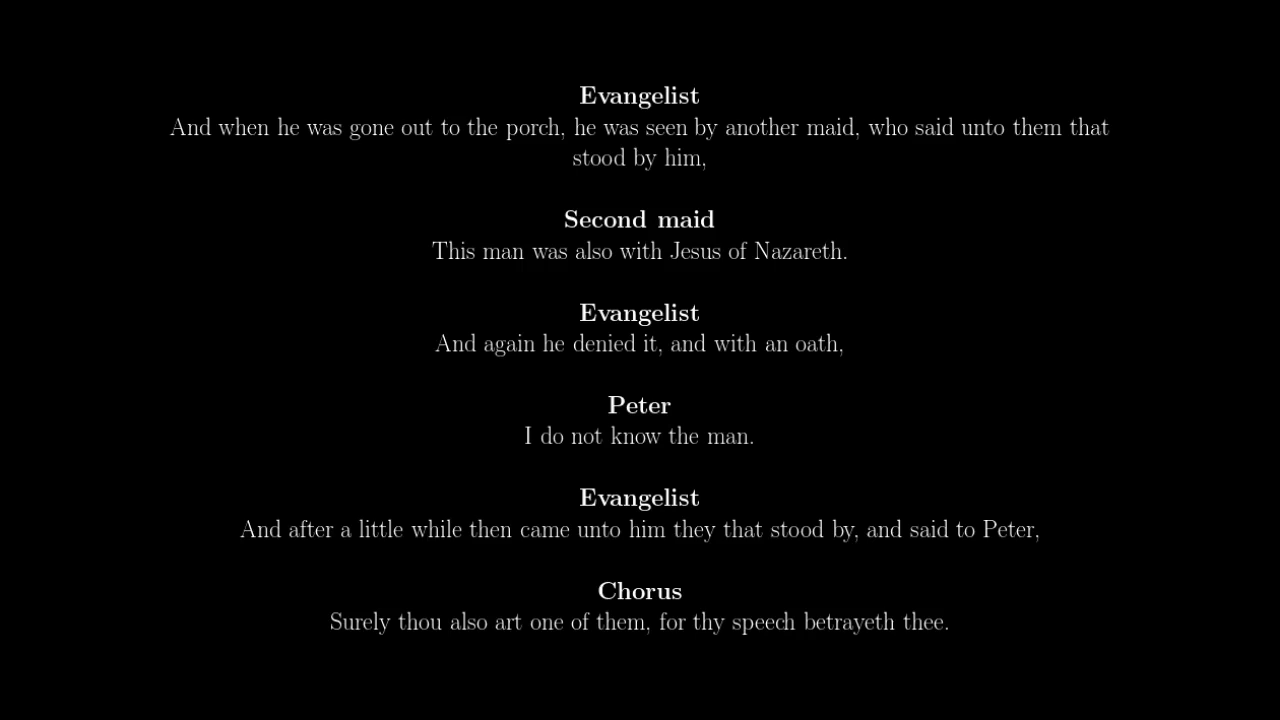 Evangelist
And when he was gone out to the porch, he was seen by another maid, who said unto them that
stood by him,
Second maid
This man was also with Jesus of Nazareth.
Evangelist
And again he denied it, and with an oath,
Peter
I do not know the man.
Evangelist
And after a little while then came unto him they that stood by, and said to Peter,
Chorus
Surely thou also art one of them, for thy speech betrayeth thee.